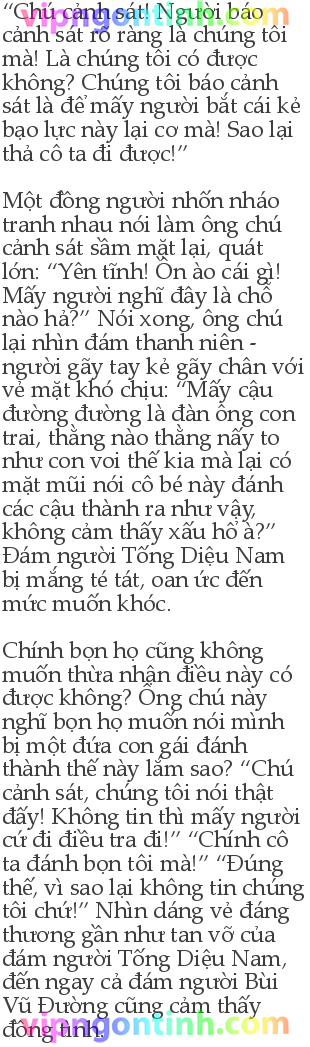 “Chú cảnh sát! Người báo
vipngontinh.com
cảnh sát rõ ràng là chúng tôi
mà! Là chúng tôi có được
không? Chúng tôi báo cảnh
sát là để mấy người bắt cái kẻ
bạo lực này lại cơ mà! Sao lại
thả cô ta đi được!”
Một đông người nhốn nháo
tranh nhau nói làm ông chú
cảnh sát sầm mặt lại, quát
lớn: “Yên tĩnh! Ồn ào cái gì!
Mấy người nghĩ đây là chỗ
nào hả?” Nói xong, ông chú
lại nhìn đám thanh niên -
người gãy tay kẻ gãy chân với
vẻ mặt khó chịu: “Mấy cậu
đường đường là đàn ông con
trai, thằng nào thằng nấy to
như con voi thế kia mà lại có
mặt mũi nói cô bé này đánh
các cậu thành ra như vậy,
không cảm thấy xấu hổ à?”
Đám người Tống Diệu Nam
bị mắng té tát, oan ức đến
mức muốn khóc.
Chính bọn họ cũng không
muốn thừa nhận điều này có
được không? Ông chú này
nghĩ bọn họ muốn nói mình
bị một đứa con gái đánh
thành thế này lắm sao? “Chú
cảnh sát, chúng tôi nói thật
đấy! Không tin thì mấy người
cứ đi điều tra đi!” “Chính cô
ta đánh bọn tôi mà!” “Đúng
thế, vì sao lại không tin chúng
tôi chứ!” Nhìn dáng vẻ đáng
thương gần như tan vỡ của
đám người Tống Diệu Nam,
đến ngay cả đám người Bùi
Vũ Đường cũng cảm thấy
vipngontinh.com
đồng tình.